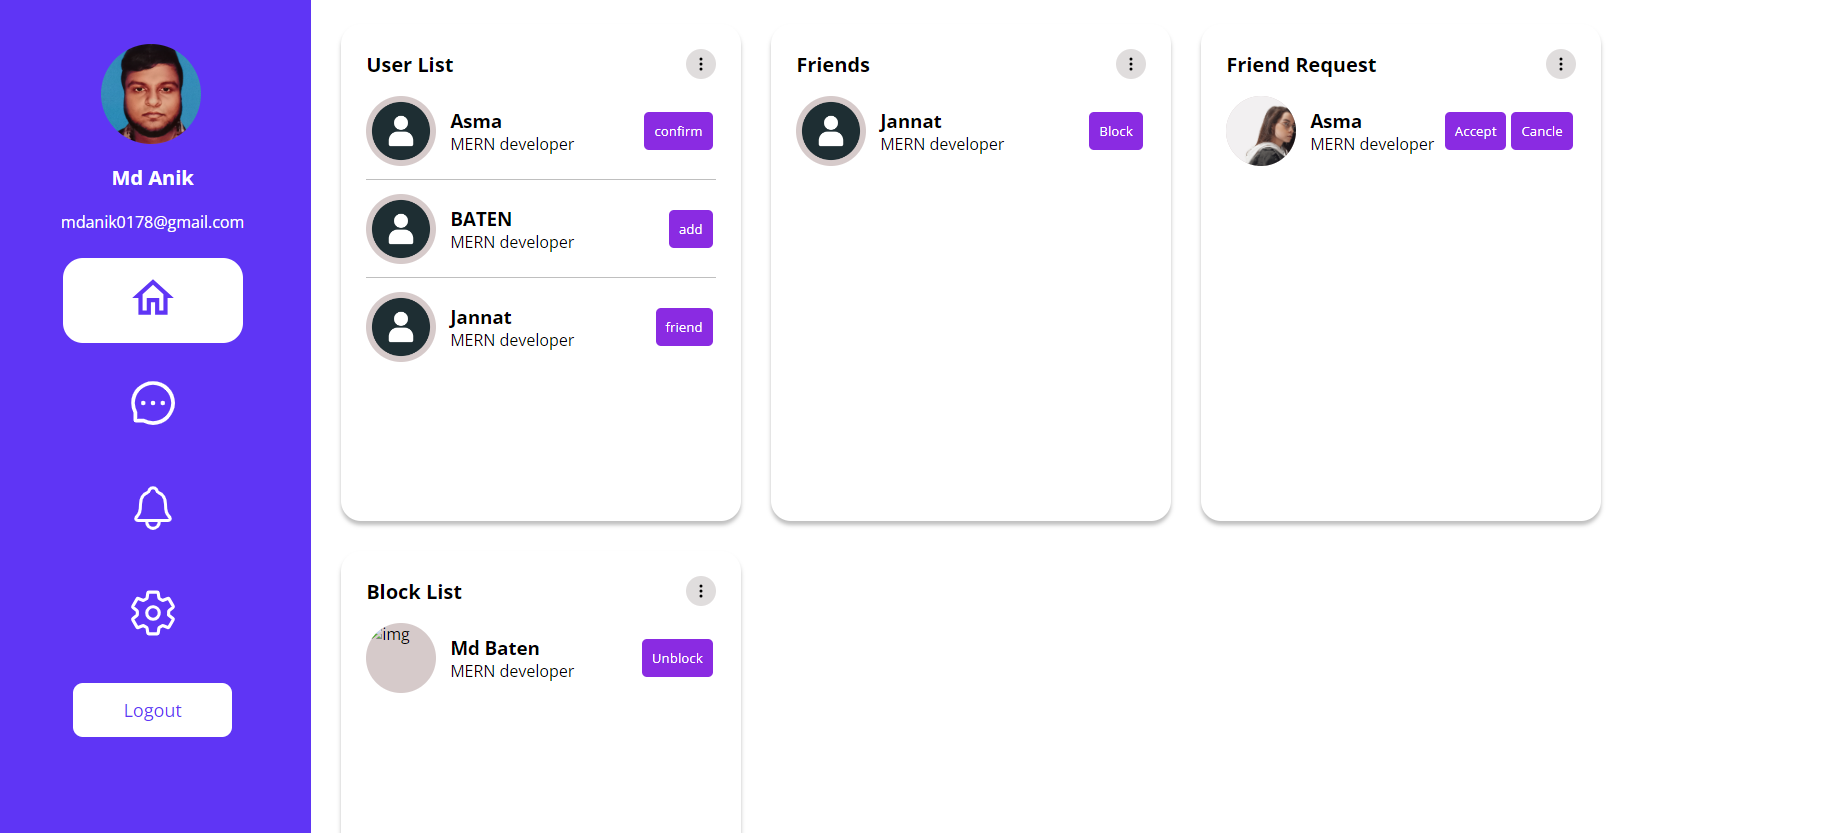 Md Anik
mdanik0178@gmail.com
Logout
User List
Asma
MERN developer
confirm
BATEN
MERN developer
add
Jannat
MERN developer
friend
Friends
Jannat
MERN developer
Block
Friend Request
Asma
MERN developer
Accept Cancle
Block List
img
Md Baten
MERN developer
Unblock